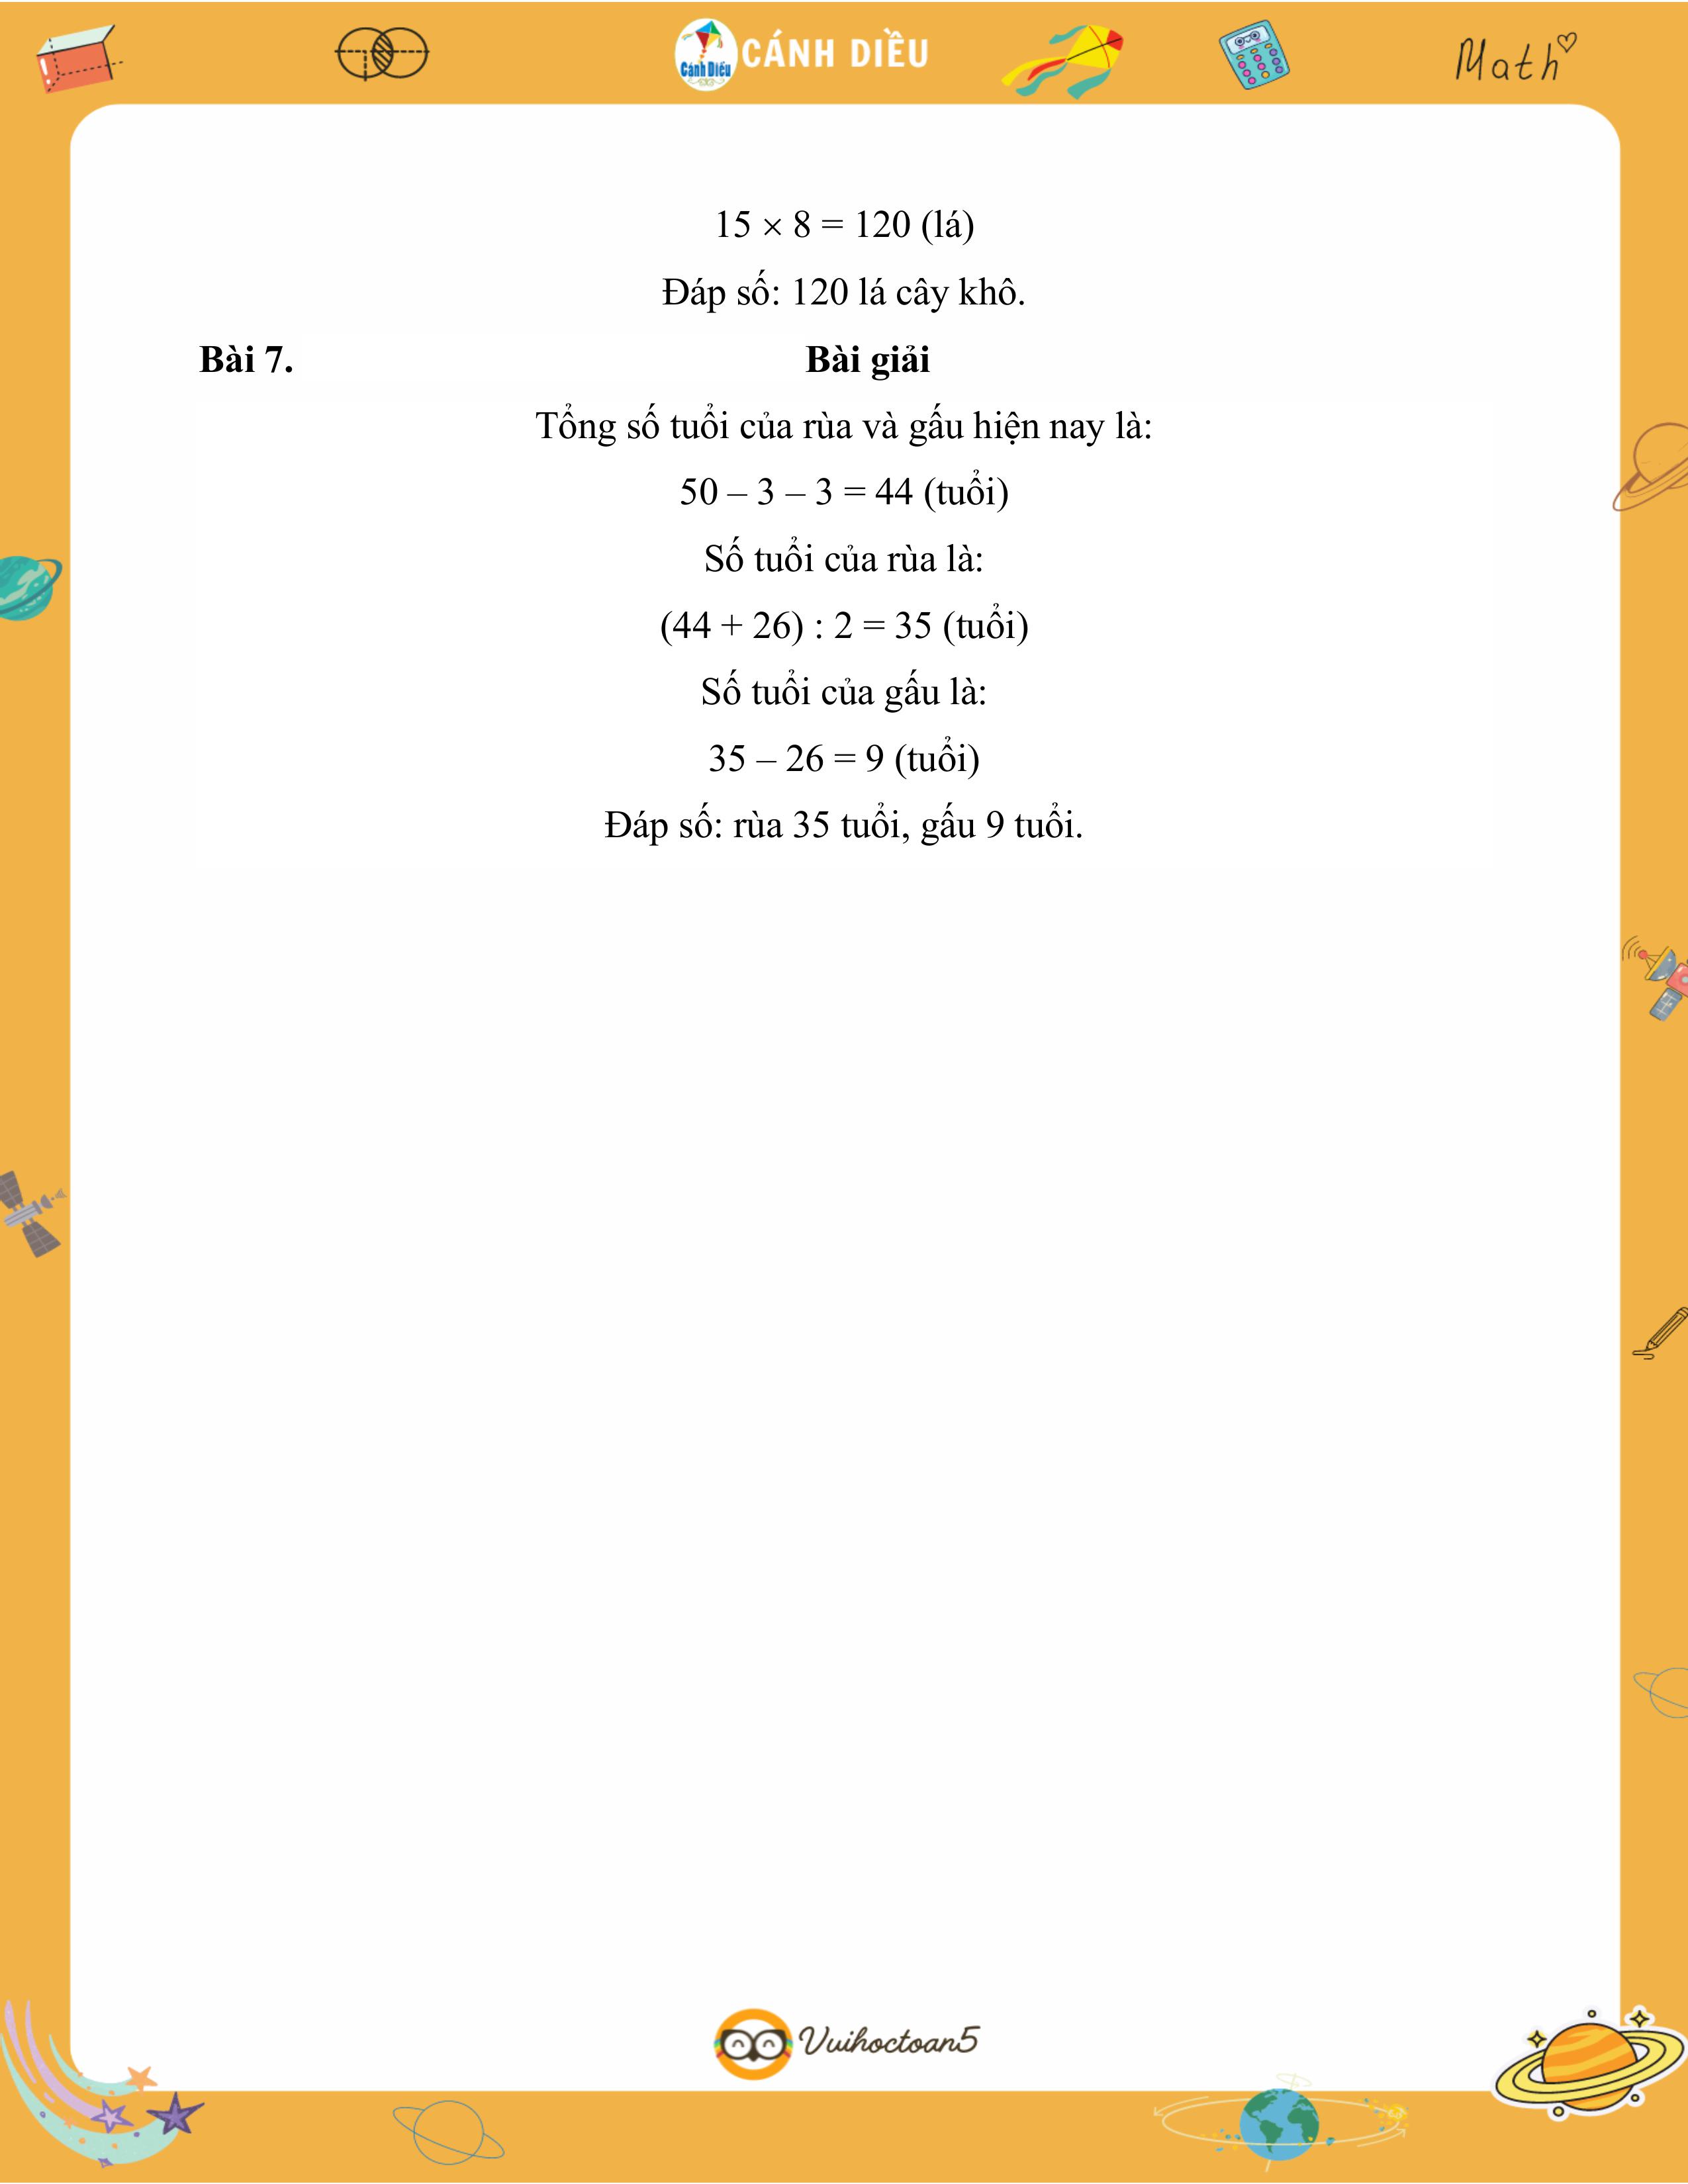 Cánh Diều CÁNH DIỀU Math
15 × 8 = 120 (lá)
Đáp số: 120 lá cây khô.
Bài 7. Bài giải
Tổng số tuổi của rùa và gấu hiện nay là:
50 – 3 – 3 = 44 (tuổi)
Số tuổi của rùa là:
(44 + 26) : 2 = 35 (tuổi)
Số tuổi của gấu là:
35 – 26 = 9 (tuổi)
Đáp số: rùa 35 tuổi, gấu 9 tuổi.
Vuihoctoan5